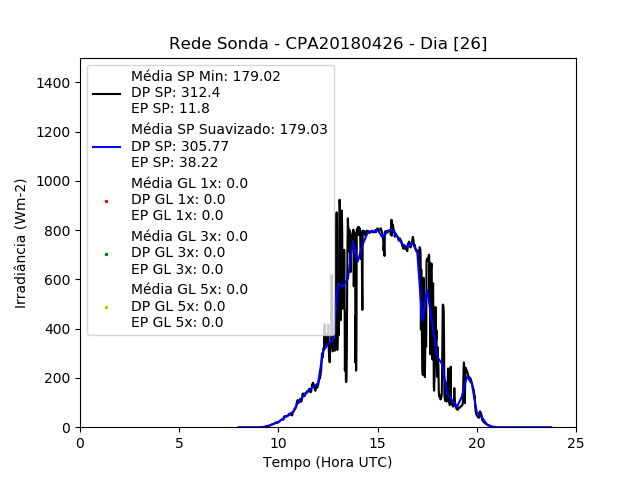 Rede Sonda - CPA20180426 - Dia [26]
Média SP Min: 179.02
DP SP: 312.4
EP SP: 11.8
Média SP Suavizado: 179.03
DP SP: 305.77
EP SP: 38.22
Média GL 1x: 0.0
DP GL 1x: 0.0
EP GL 1x: 0.0
Média GL 3x: 0.0
DP GL 3x: 0.0
EP GL 3x: 0.0
Média GL 5x: 0.0
DP GL 5x: 0.0
EP GL 5x: 0.0
Irradiância (Wm-2)
1400
1200
1000
800
600
400
200
0
0 5 10 15 20 25
Tempo (Hora UTC)